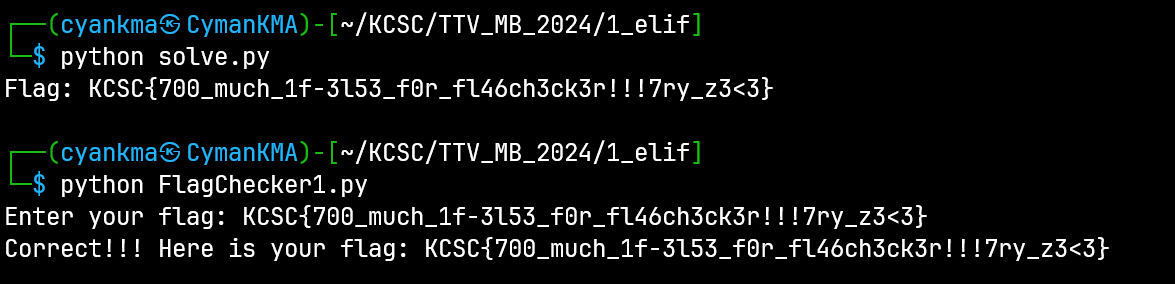 ┌──(cyankma㉿CymanKMA)-[~/KCSC/TTV_MB_2024/1_elif]
└─$ python solve.py
Flag: KCSC{700_much_1f-3l53_f0r_fl46ch3ck3r!!!7ry_z3<3}
┌──(cyankma㉿CymanKMA)-[~/KCSC/TTV_MB_2024/1_elif]
└─$ python FlagChecker1.py
Enter your flag: KCSC{700_much_1f-3l53_f0r_fl46ch3ck3r!!!7ry_z3<3}
Correct!!! Here is your flag: KCSC{700_much_1f-3l53_f0r_fl46ch3ck3r!!!7ry_z3<3}